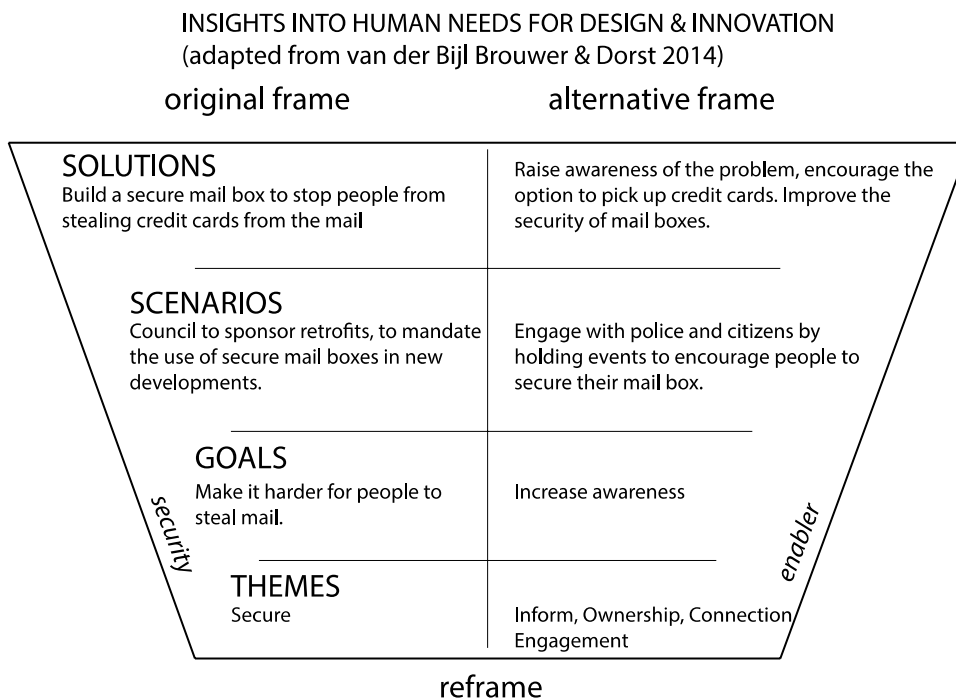 INSIGHTS INTO HUMAN NEEDS FOR DESIGN & INNOVATION
(adapted from van der Bijl Brouwer & Dorst 2014)
original frame
alternative frame
SOLUTIONS
Build a secure mail box to stop people from
stealing credit cards from the mail
Raise awareness of the problem, encourage the
option to pick up credit cards. Improve the
security of mail boxes.
SCENARIOS
Council to sponsor retrofits, to mandate
the use of secure mail boxes in new
developments.
Engage with police and citizens by
holding events to encourage people to
secure their mail box.
GOALS
Make it harder for people to
steal mail.
Increase awareness
security
enabler
THEMES
Secure
Inform, Ownership, Connection
Engagement
reframe